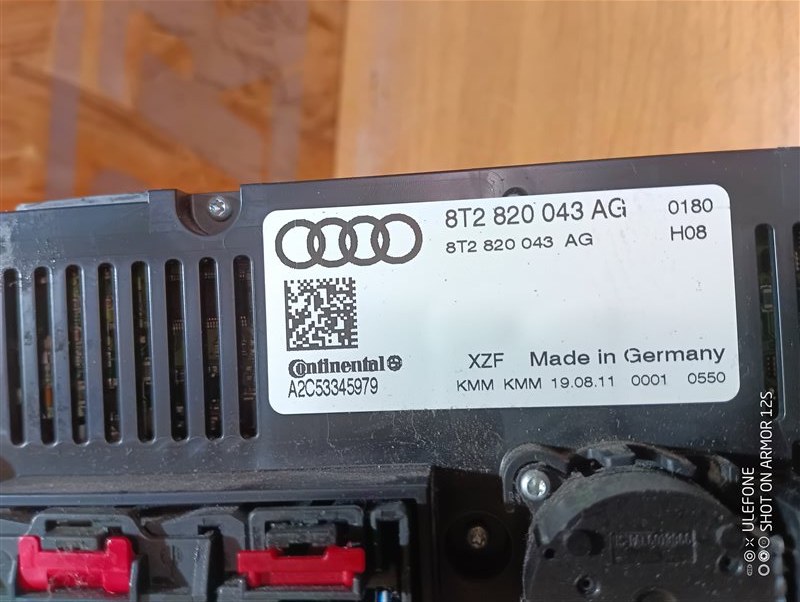 8T2 820 043 AG 0180
8T2 820 043 AG H08
Continental
A2C53345979
XZF Made in Germany
KMM KMM 19.08.11 0001 0550
ULEFONE
SHOT ON ARMOR 12S